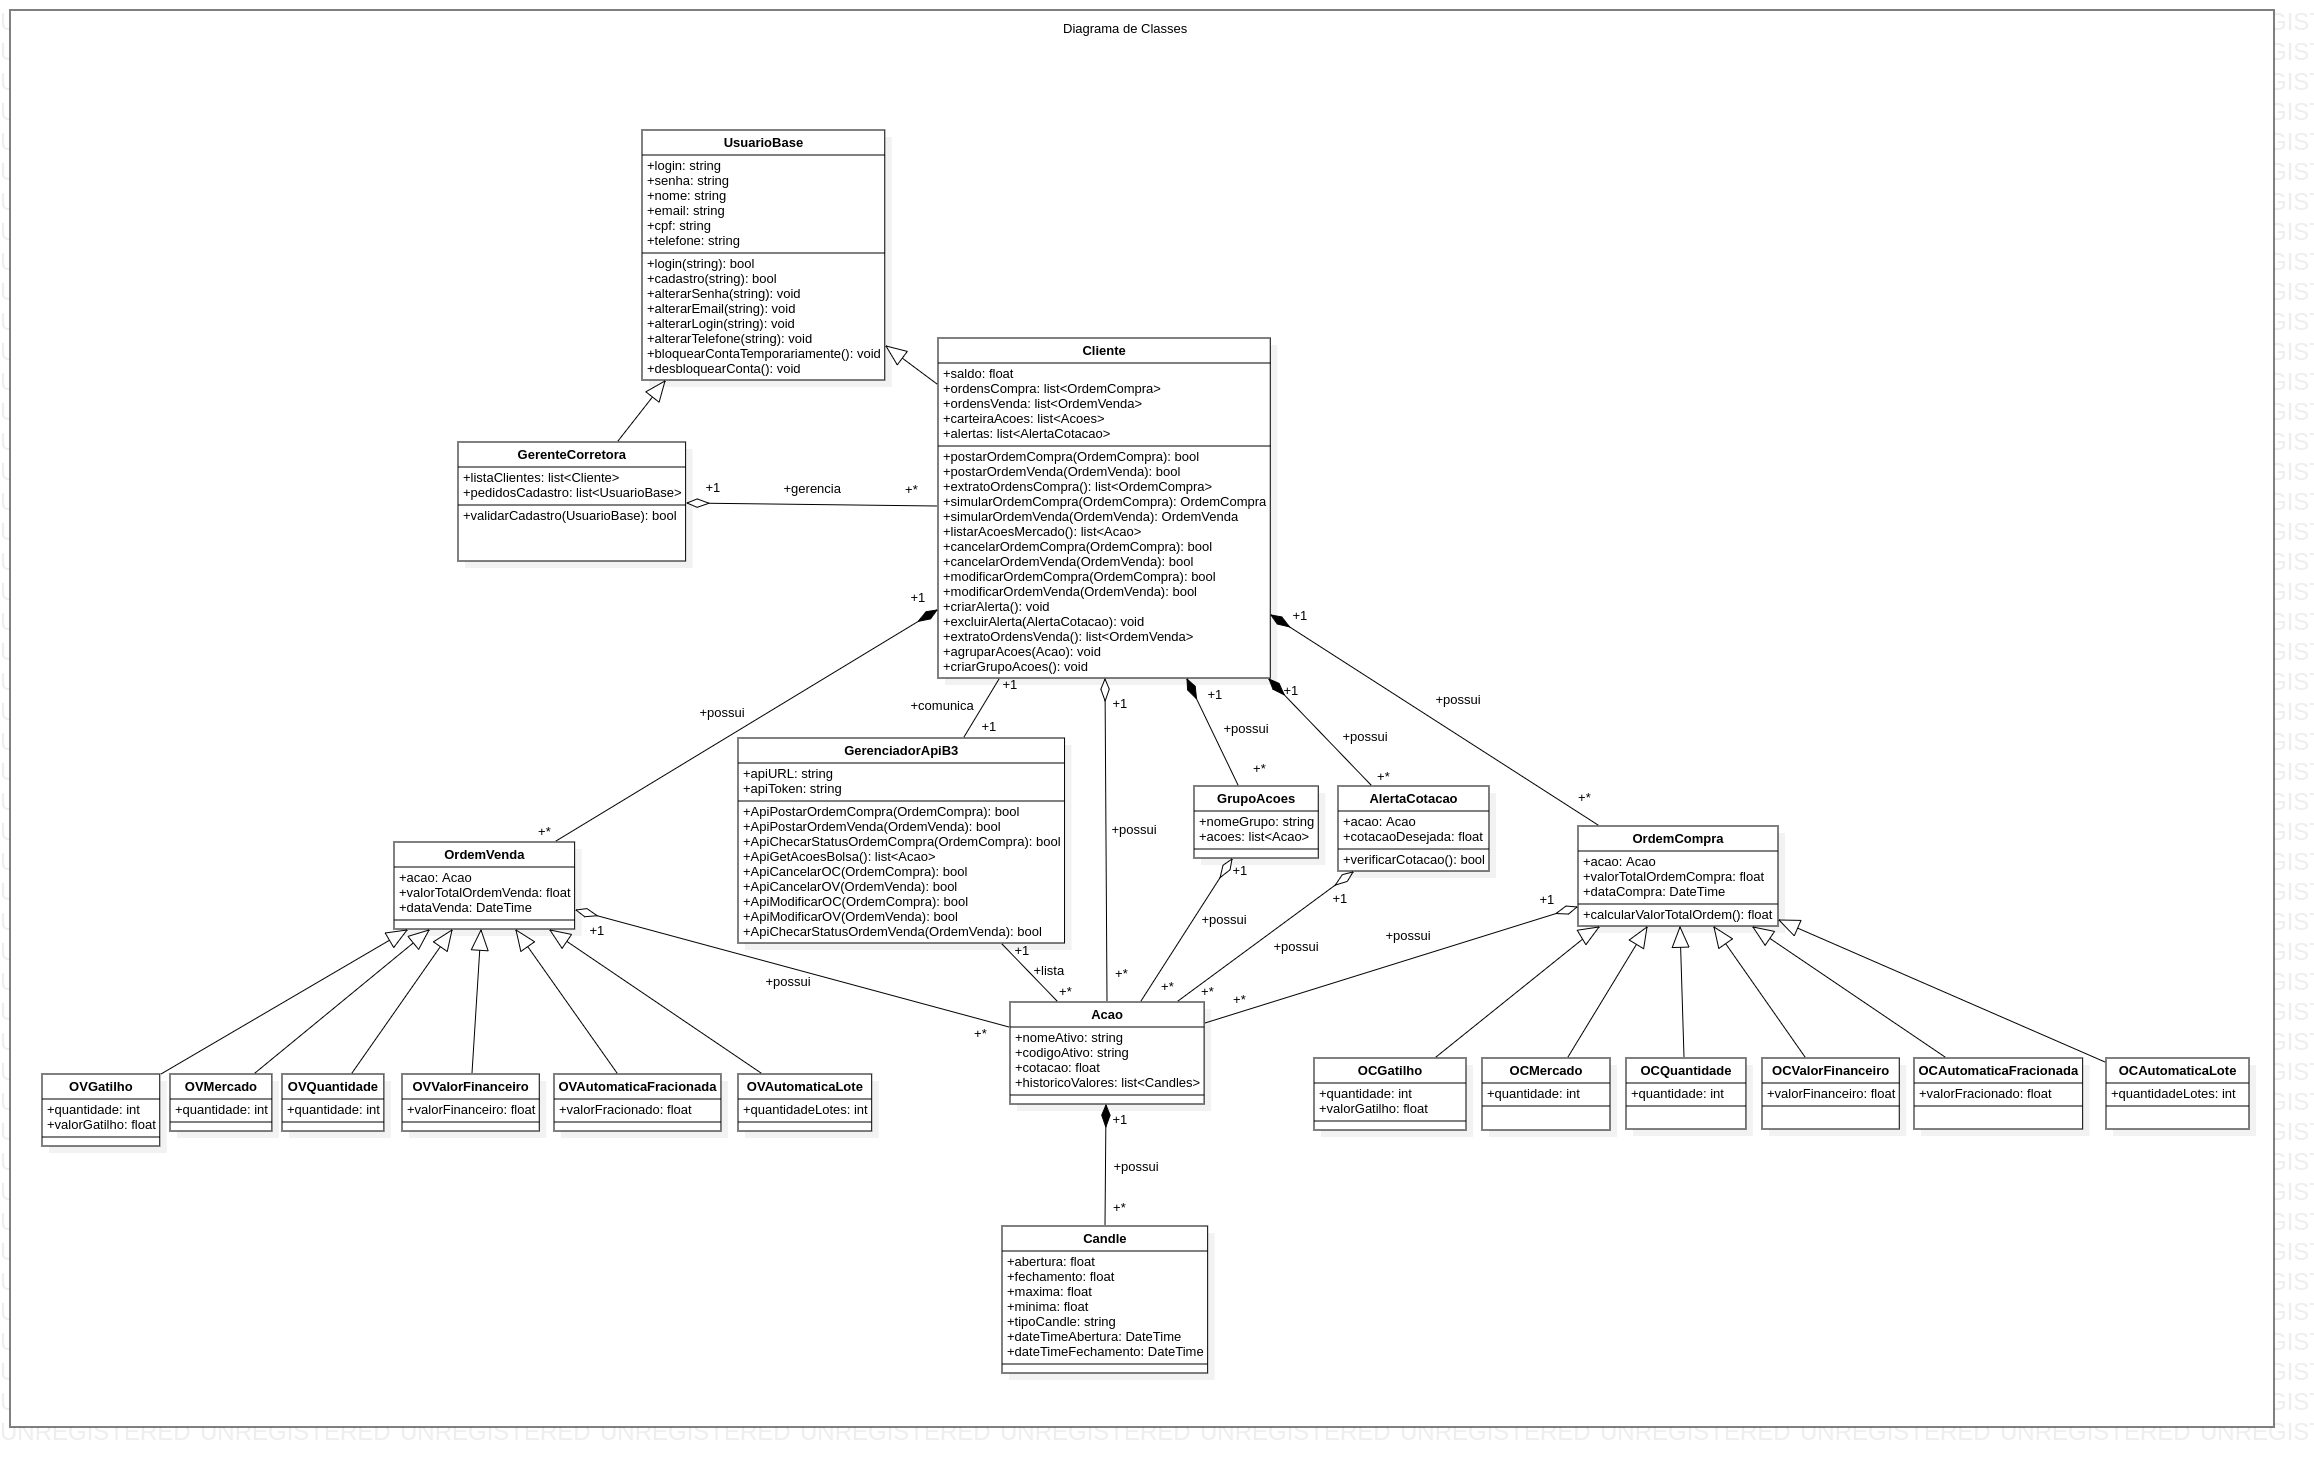 Diagrama de Classes
UsuarioBase
+login: string
+senha: string
+nome: string
+email: string
+cpf: string
+telefone: string
+login(string): bool
+cadastro(string): bool
+alterarSenha(string): void
+alterarEmail(string): void
+alterarLogin(string): void
+alterarTelefone(string): void
+bloquearContaTemporariamente(): void
+desbloquearConta(): void
Cliente
+saldo: float
+ordensCompra: list<OrdemCompra>
+ordensVenda: list<OrdemVenda>
+carteiraAcoes: list<Acoes>
+alertas: list<AlertaCotacao>
+postarOrdemCompra(OrdemCompra): bool
+postarOrdemVenda(OrdemVenda): bool
+extratoOrdensCompra(): list<OrdemCompra>
+simularOrdemCompra(OrdemCompra): OrdemCompra
+simularOrdemVenda(OrdemVenda): OrdemVenda
+listarAcoesMercado(): list<Acao>
+cancelarOrdemCompra(OrdemCompra): bool
+cancelarOrdemVenda(OrdemVenda): bool
+modificarOrdemCompra(OrdemCompra): bool
+modificarOrdemVenda(OrdemVenda): bool
+criarAlerta(): void
+excluirAlerta(AlertaCotacao): void
+extratoOrdensVenda(): list<OrdemVenda>
+agruparAcoes(Acao): void
+criarGrupoAcoes(): void
GerenteCorretora
+listaClientes: list<Cliente>
+pedidosCadastro: list<UsuarioBase>
+validarCadastro(UsuarioBase): bool
+1
+gerencia
+*
+1
+possui
+*
+1
+comunica
+1
+1
+possui
+*
+1
+possui
+*
+1
+possui
+*
+1
+possui
+*
GerenciadorApiB3
+apiURL: string
+apiToken: string
+ApiPostarOrdemCompra(OrdemCompra): bool
+ApiPostarOrdemVenda(OrdemVenda): bool
+ApiChecarStatusOrdemCompra(OrdemCompra): bool
+ApiGetAcoesBolsa(): list<Acao>
+ApiCancelarOC(OrdemCompra): bool
+ApiCancelarOV(OrdemVenda): bool
+ApiModificarOC(OrdemCompra): bool
+ApiModificarOV(OrdemVenda): bool
+ApiChecarStatusOrdemVenda(OrdemVenda): bool
GrupoAcoes
+nomeGrupo: string
+acoes: list<Acao>
AlertaCotacao
+acao: Acao
+cotacaoDesejada: float
+verificarCotacao(): bool
OrdemCompra
+acao: Acao
+valorTotalOrdemCompra: float
+dataCompra: DateTime
+calcularValorTotalOrdem(): float
OrdemVenda
+acao: Acao
+valorTotalOrdemVenda: float
+dataVenda: DateTime
+1
+possui
+*
+1
+lista
+*
+1
+possui
+*
+1
+possui
+*
+1
+possui
+*
Acao
+nomeAtivo: string
+codigoAtivo: string
+cotacao: float
+historicoValores: list<Candles>
OVGatilho
+quantidade: int
+valorGatilho: float
OVMercado
+quantidade: int
OVQuantidade
+quantidade: int
OVValorFinanceiro
+valorFinanceiro: float
OVAutomaticaFracionada
+valorFracionado: float
OVAutomaticaLote
+quantidadeLotes: int
OCGatilho
+quantidade: int
+valorGatilho: float
OCMercado
+quantidade: int
OCQuantidade
+quantidade: int
OCValorFinanceiro
+valorFinanceiro: float
OCAutomaticaFracionada
+valorFracionado: float
OCAutomaticaLote
+quantidadeLotes: int
+1
+possui
+*
Candle
+abertura: float
+fechamento: float
+maxima: float
+minima: float
+tipoCandle: string
+dateTimeAbertura: DateTime
+dateTimeFechamento: DateTime
UNREGISTERED UNREGISTERED UNREGISTERED UNREGISTERED UNREGISTERED UNREGISTERED UNREGISTERED UNREGISTERED UNREGISTERED UNREGISTERED UNREGISTERED